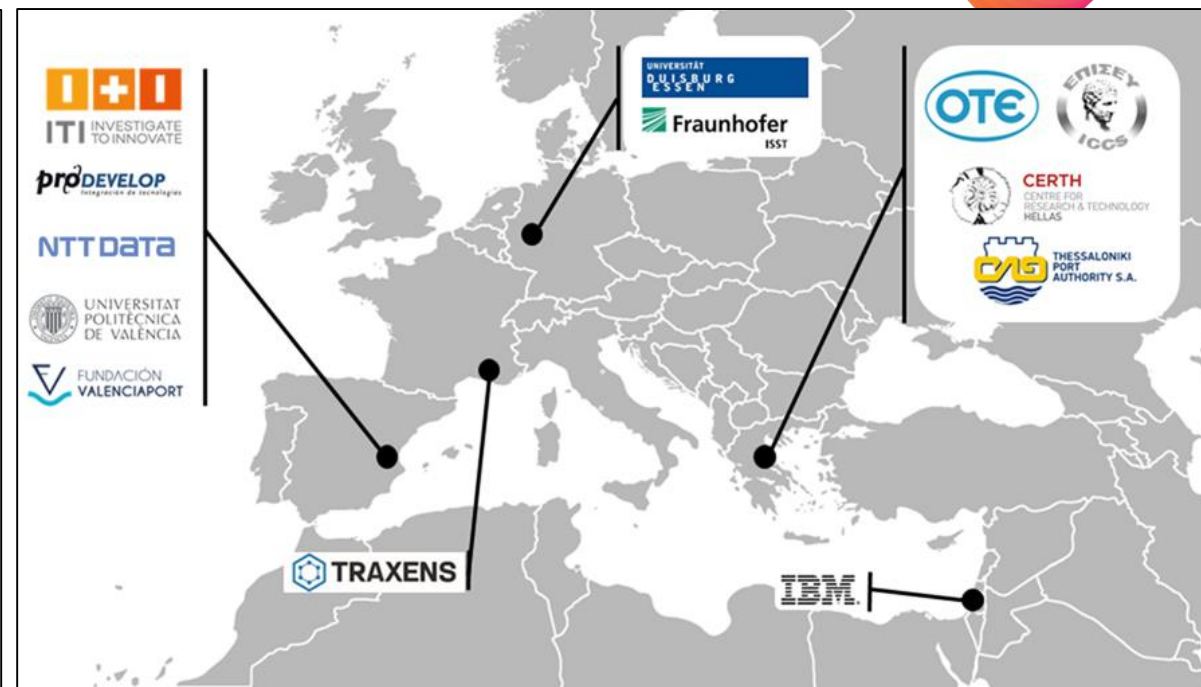 I+I
ITI INVESTIGATE
TO INNOVATE
prodevelop
Integración de tecnologías
NTT DATA
UNIVERSITAT
POLITÈCNICA
DE VALÈNCIA
FUNDACIÓN
VALENCIAPORT
UNIVERSITÄT
DUISBURG
ESSEN
Fraunhofer
ISST
OTE
ΕΠΙΣΕΥ
ICCS
CERTH
CENTRE FOR
RESEARCH & TECHNOLOGY
HELLAS
THESSALONIKI
PORT
AUTHORITY S.A.
TRAXENS
IBM.